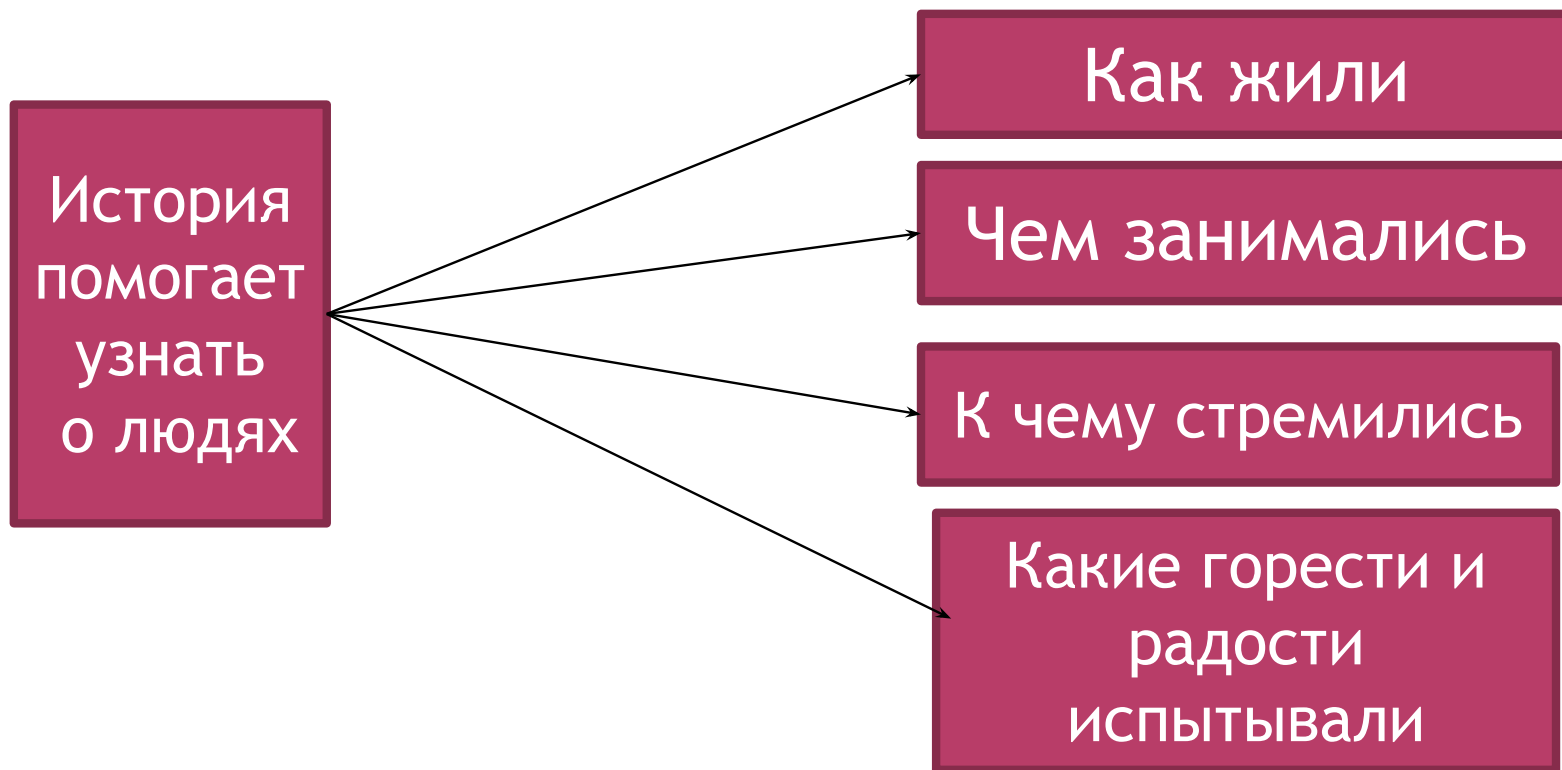 История
помогает
узнать
о людях
Как жили
Чем занимались
К чему стремились
Какие горести и
радости
испытывали